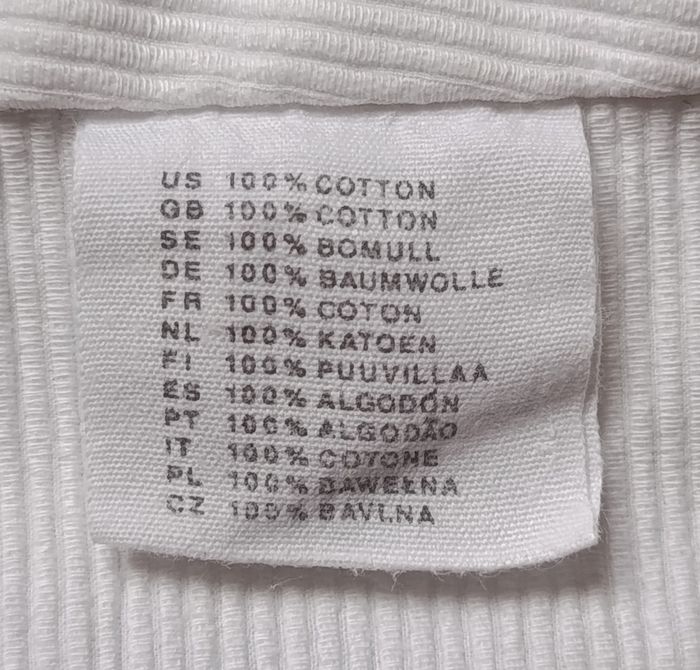 US 100% COTTON
GB 100% COTTON
SE 100% BOMULL
DE 100% BAUMWOLLE
FR 100% COTON
NL 100% KATOEN
FI 100% PUUVILLAA
ES 100% ALGODÓN
PT 100% ALGODÃO
IT 100% COTONE
PL 100% BAWEŁNA
CZ 100% BAVLNA